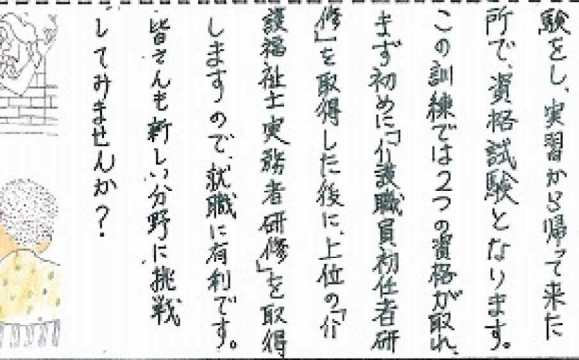 験をし、実習から帰って来た
所で、資格試験となります。
この訓練では2つの資格が取れ、
まず初めに「介護職員初任者研
修」を取得した後に、上位の「介
護福祉士実務者研修」を取得
しますので、就職に有利です。
皆さんも新しい分野に挑戦
してみませんか？